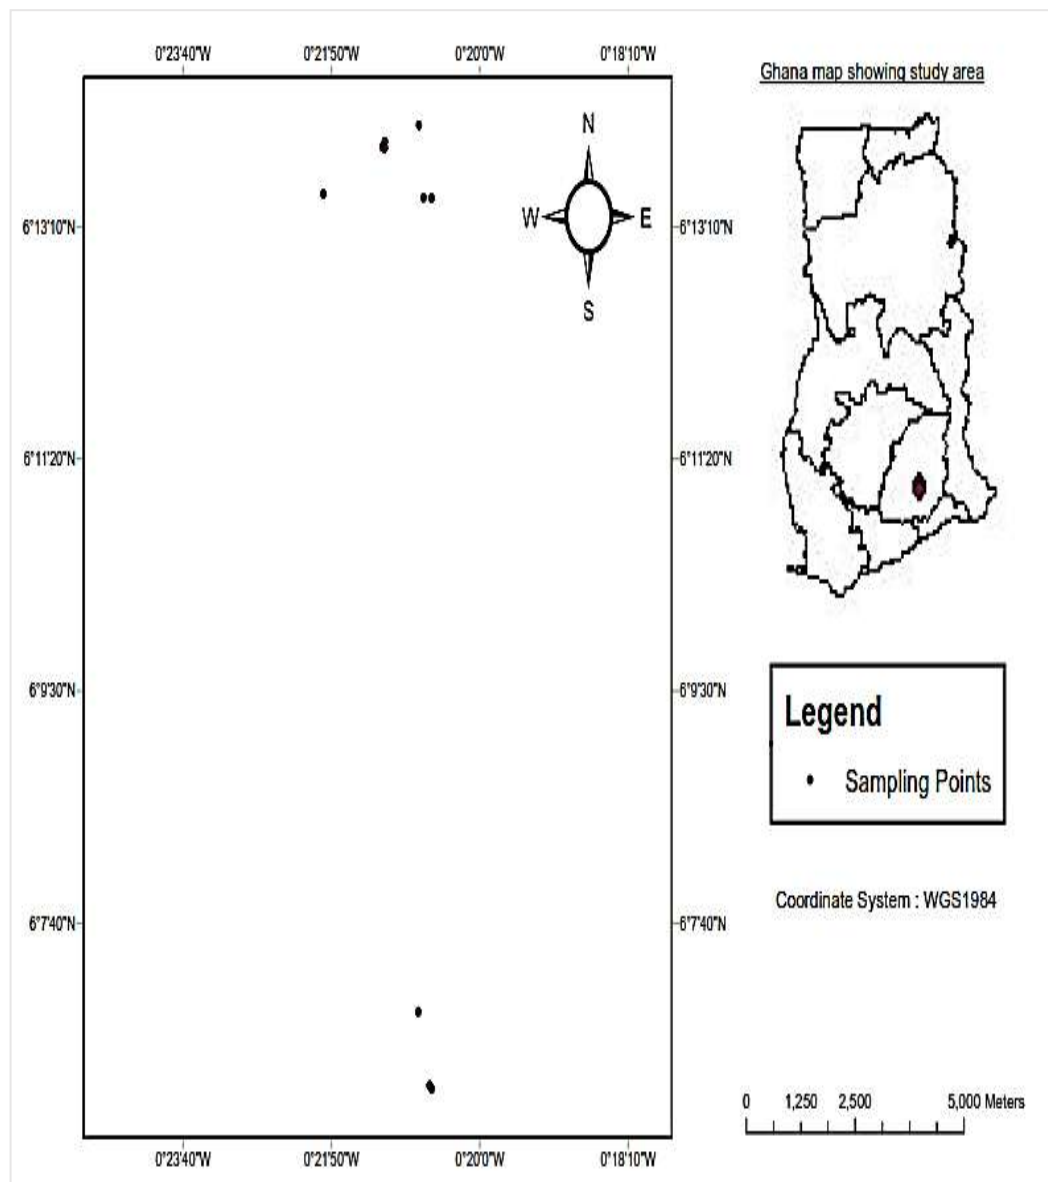 0°23'40"W 0°21'50"W 0°20'0"W 0°18'10"W
Ghana map showing study area
N
W E
S
6°13'10"N 6°13'10"N
6°11'20"N 6°11'20"N
6°9'30"N 6°9'30"N
Legend
Sampling Points
Coordinate System : WGS1984
6°7'40"N 6°7'40"N
0 1,250 2,500 5,000 Meters
0°23'40"W 0°21'50"W 0°20'0"W 0°18'10"W